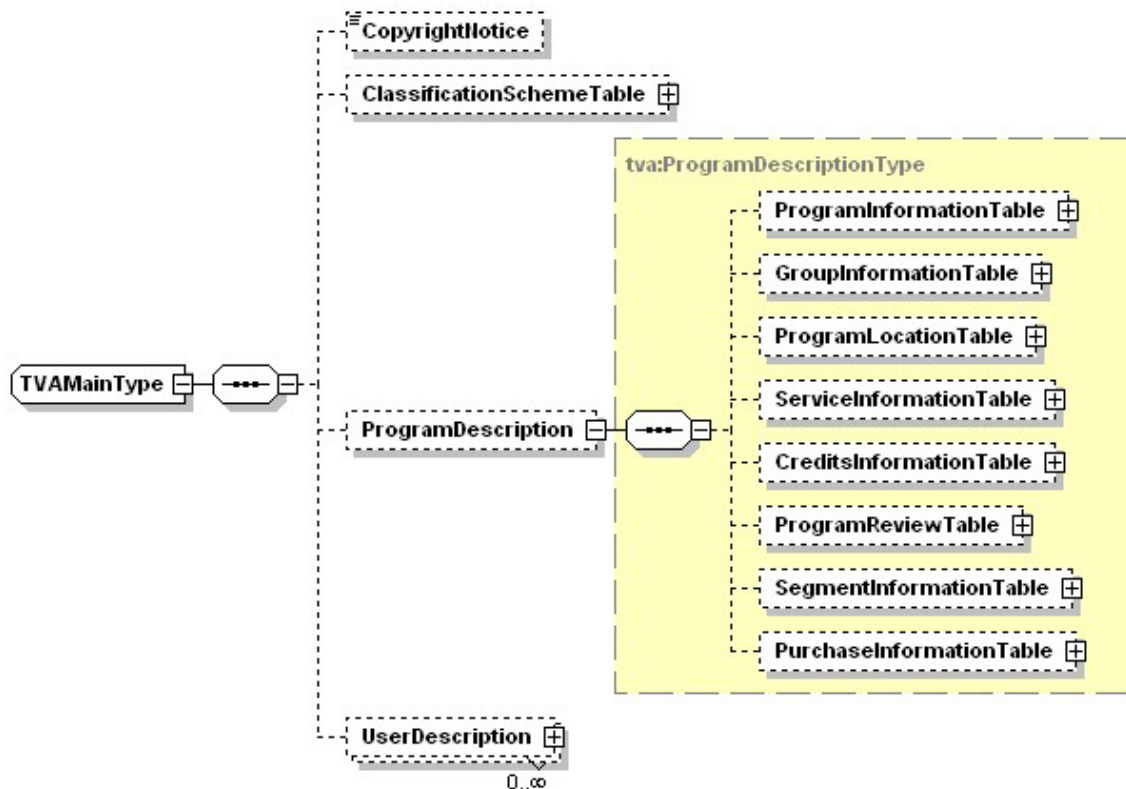 CopyrightNotice
ClassificationSchemeTable
tva:ProgramDescriptionType
ProgramInformationTable
GroupInformationTable
ProgramLocationTable
TVAMainType
ServiceInformationTable
ProgramDescription
CreditsInformationTable
ProgramReviewTable
SegmentInformationTable
PurchaseInformationTable
UserDescription
0..∞